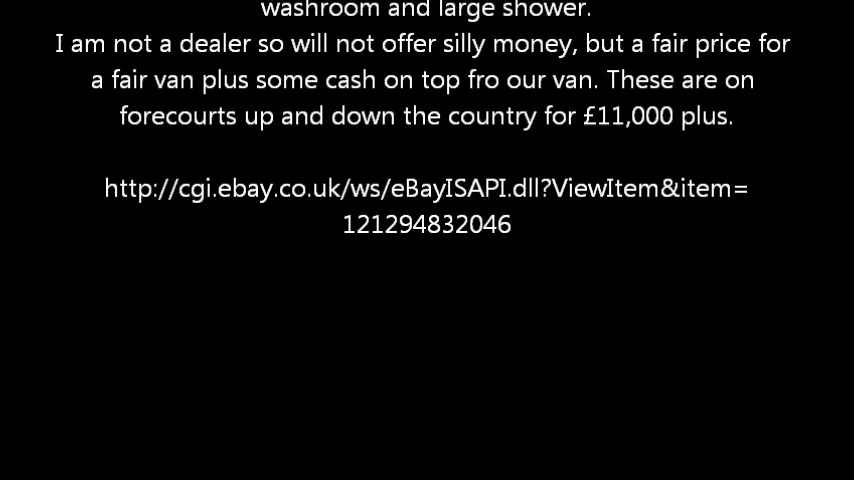 washroom and large shower.
I am not a dealer so will not offer silly money, but a fair price for
a fair van plus some cash on top fro our van. These are on
forecourts up and down the country for £11,000 plus.
http://cgi.ebay.co.uk/ws/eBayISAPI.dll?ViewItem&item=
121294832046